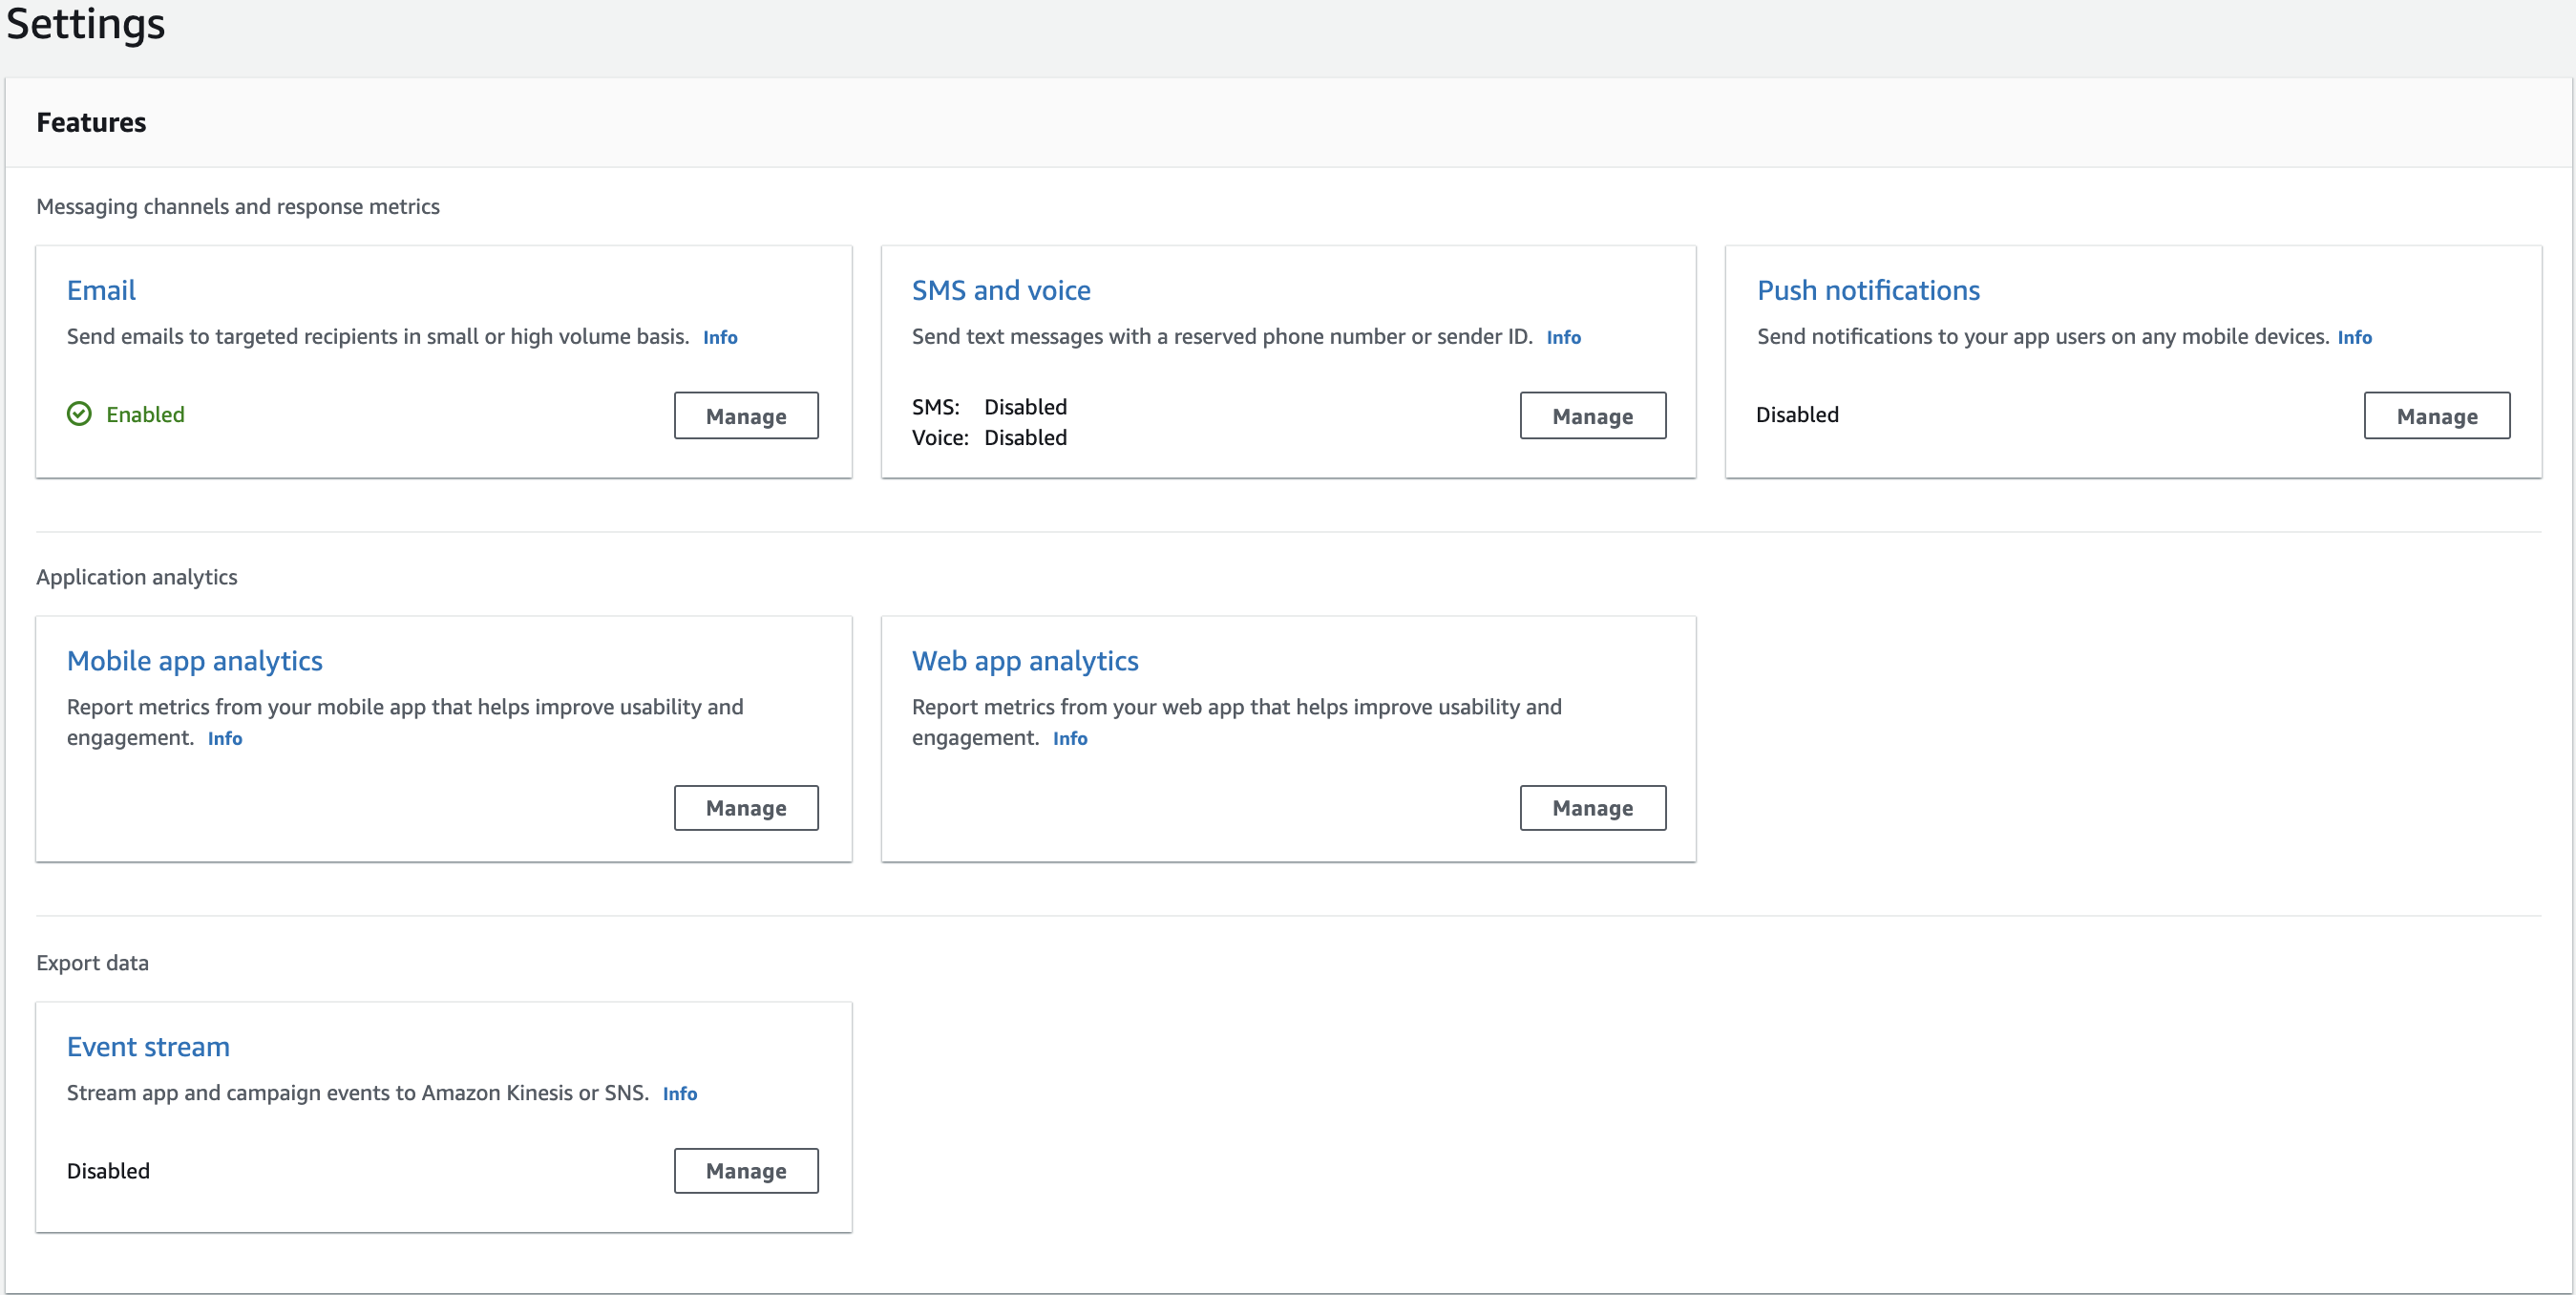 Settings
Features
Messaging channels and response metrics
Email
Send emails to targeted recipients in small or high volume basis. Info
Enabled
Manage
SMS and voice
Send text messages with a reserved phone number or sender ID. Info
SMS: Disabled
Voice: Disabled
Manage
Push notifications
Send notifications to your app users on any mobile devices. Info
Disabled
Manage
Application analytics
Mobile app analytics
Report metrics from your mobile app that helps improve usability and
engagement. Info
Manage
Web app analytics
Report metrics from your web app that helps improve usability and
engagement. Info
Manage
Export data
Event stream
Stream app and campaign events to Amazon Kinesis or SNS. Info
Disabled
Manage